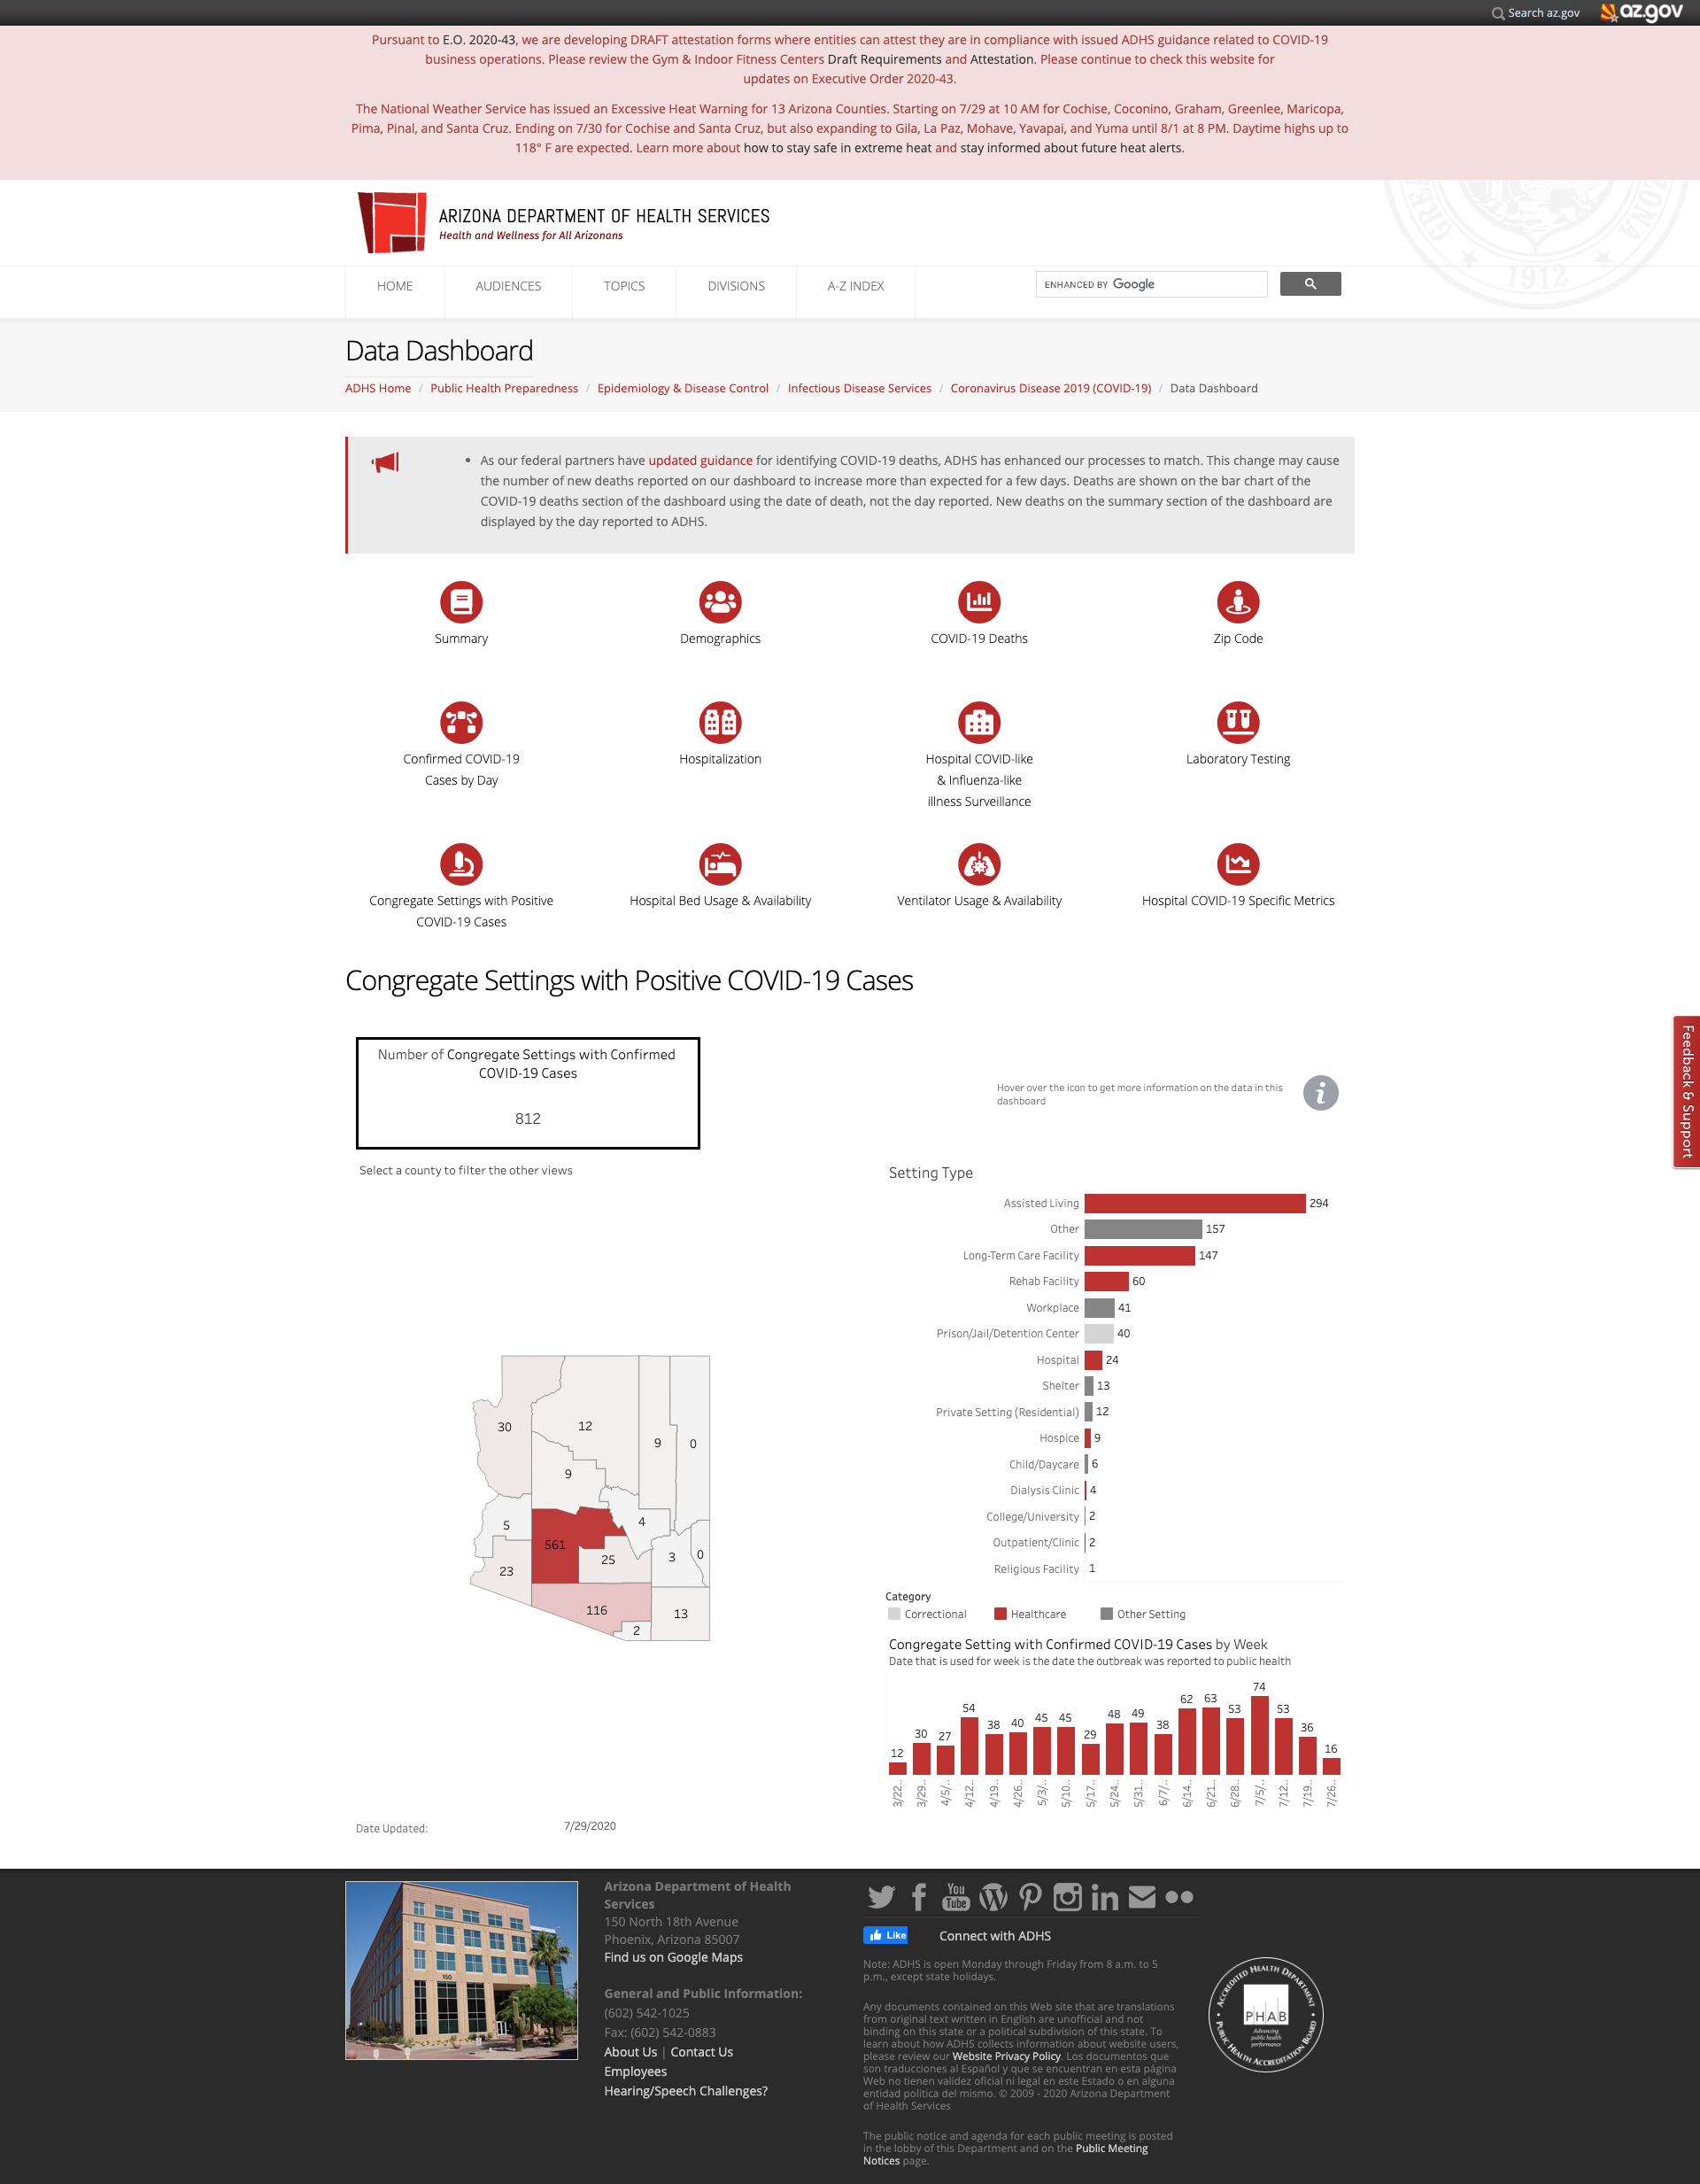 Search az.gov
az.gov
Pursuant to E.O. 2020-43, we are developing DRAFT attestation forms where entities can attest they are in compliance with issued ADHS guidance related to COVID-19
business operations. Please review the Gym & Indoor Fitness Centers Draft Requirements and Attestation. Please continue to check this website for
updates on Executive Order 2020-43.
The National Weather Service has issued an Excessive Heat Warning for 13 Arizona Counties. Starting on 7/29 at 10 AM for Cochise, Coconino, Graham, Greenlee, Maricopa,
Pima, Pinal, and Santa Cruz. Ending on 7/30 for Cochise and Santa Cruz, but also expanding to Gila, La Paz, Mohave, Yavapai, and Yuma until 8/1 at 8 PM. Daytime highs up to
118° F are expected. Learn more about how to stay safe in extreme heat and stay informed about future heat alerts.
ARIZONA DEPARTMENT OF HEALTH SERVICES
Health and Wellness for All Arizonans
1912
HOME
AUDIENCES
TOPICS
DIVISIONS
A-Z INDEX
ENHANCED BY Google
Data Dashboard
ADHS Home / Public Health Preparedness / Epidemiology & Disease Control / Infectious Disease Services / Coronavirus Disease 2019 (COVID-19) / Data Dashboard
• As our federal partners have updated guidance for identifying COVID-19 deaths, ADHS has enhanced our processes to match. This change may cause
the number of new deaths reported on our dashboard to increase more than expected for a few days. Deaths are shown on the bar chart of the
COVID-19 deaths section of the dashboard using the date of death, not the day reported. New deaths on the summary section of the dashboard are
displayed by the day reported to ADHS.
Summary
Demographics
COVID-19 Deaths
Zip Code
Confirmed COVID-19
Cases by Day
Hospitalization
Hospital COVID-like
& Influenza-like
illness Surveillance
Laboratory Testing
Congregate Settings with Positive
COVID-19 Cases
Hospital Bed Usage & Availability
Ventilator Usage & Availability
Hospital COVID-19 Specific Metrics
Congregate Settings with Positive COVID-19 Cases
Feedback & Support
Number of Congregate Settings with Confirmed
COVID-19 Cases
812
Hover over the icon to get more information on the data in this
dashboard
i
Select a county to filter the other views
30
12
9
0
9
5
4
561
25
3
0
23
116
13
2
Setting Type
Assisted Living 294
Other 157
Long-Term Care Facility 147
Rehab Facility 60
Workplace 41
Prison/Jail/Detention Center 40
Hospital 24
Shelter 13
Private Setting (Residential) 12
Hospice 9
Child/Daycare 6
Dialysis Clinic 4
College/University 2
Outpatient/Clinic 2
Religious Facility 1
Category
Correctional Healthcare Other Setting
Congregate Setting with Confirmed COVID-19 Cases by Week
Date that is used for week is the date the outbreak was reported to public health
12 30 27 54 38 40 45 45 29 48 49 38 62 63 53 74 53 36 16
3/22.. 3/29.. 4/5/.. 4/12.. 4/19.. 4/26.. 5/3/.. 5/10.. 5/17.. 5/24.. 5/31.. 6/7/.. 6/14.. 6/21.. 6/28.. 7/5/.. 7/12.. 7/19.. 7/26..
Date Updated: 7/29/2020
150
Arizona Department of Health
Services
150 North 18th Avenue
Phoenix, Arizona 85007
Find us on Google Maps
General and Public Information:
(602) 542-1025
Fax: (602) 542-0883
About Us | Contact Us
Employees
Hearing/Speech Challenges?
You
Tube
in
Like
Connect with ADHS
Note: ADHS is open Monday through Friday from 8 a.m. to 5
p.m., except state holidays.
Any documents contained on this Web site that are translations
from original text written in English are unofficial and not
binding on this state or a political subdivision of this state. To
learn about how ADHS collects information about website users,
please review our Website Privacy Policy. Los documentos que
son traducciones al Español y que se encuentran en esta página
Web no tienen validez oficial ni legal en este Estado o en alguna
entidad politica del mismo. © 2009 - 2020 Arizona Department
of Health Services
The public notice and agenda for each public meeting is posted
in the lobby of this Department and on the Public Meeting
Notices page.
ACCREDITED HEALTH DEPARTMENT
PHAB
Advancing
public health
performance
PUBLIC HEALTH ACCREDITATION BOARD